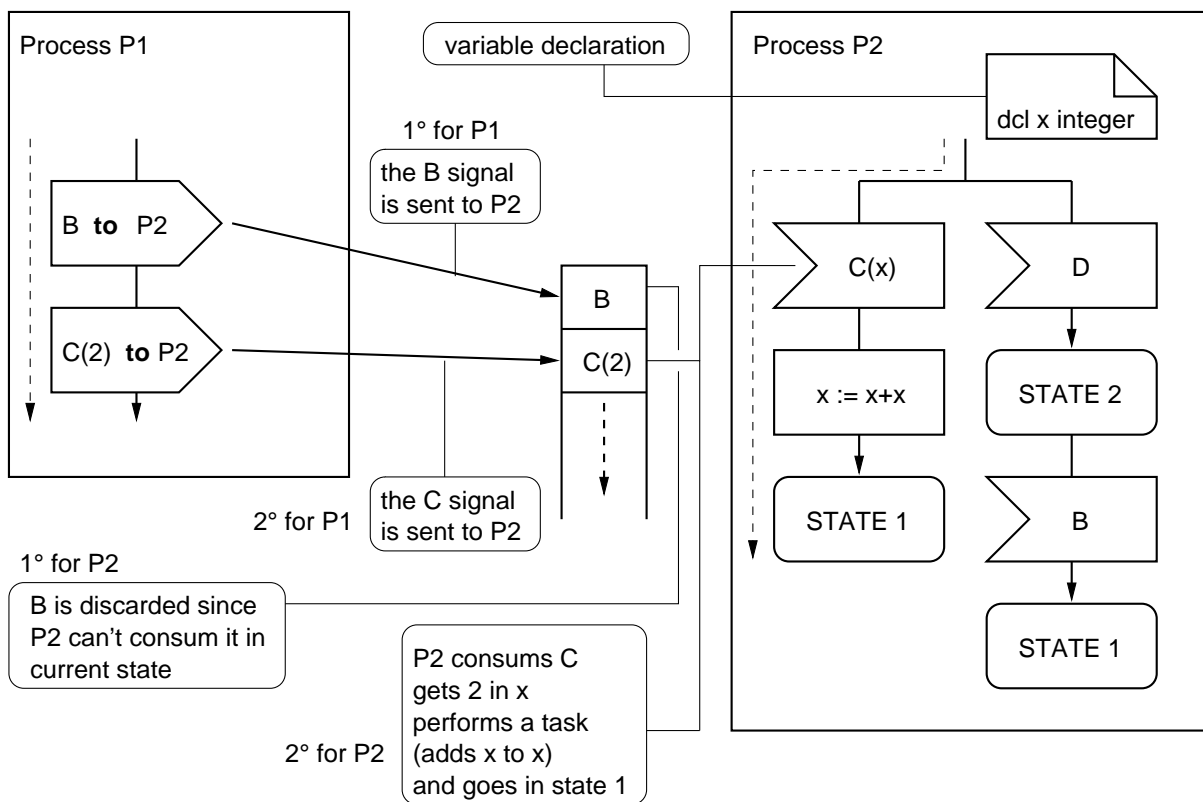 Process P1
variable declaration
Process P2
dcl x integer
1° for P1
the B signal
is sent to P2
B to P2
C(x)
D
B
C(2) to P2
C(2)
x := x+x
STATE 2
2° for P1
the C signal
is sent to P2
STATE 1
B
1° for P2
B is discarded since
P2 can't consum it in
current state
STATE 1
P2 consums C
gets 2 in x
performs a task
(adds x to x)
and goes in state 1
2° for P2